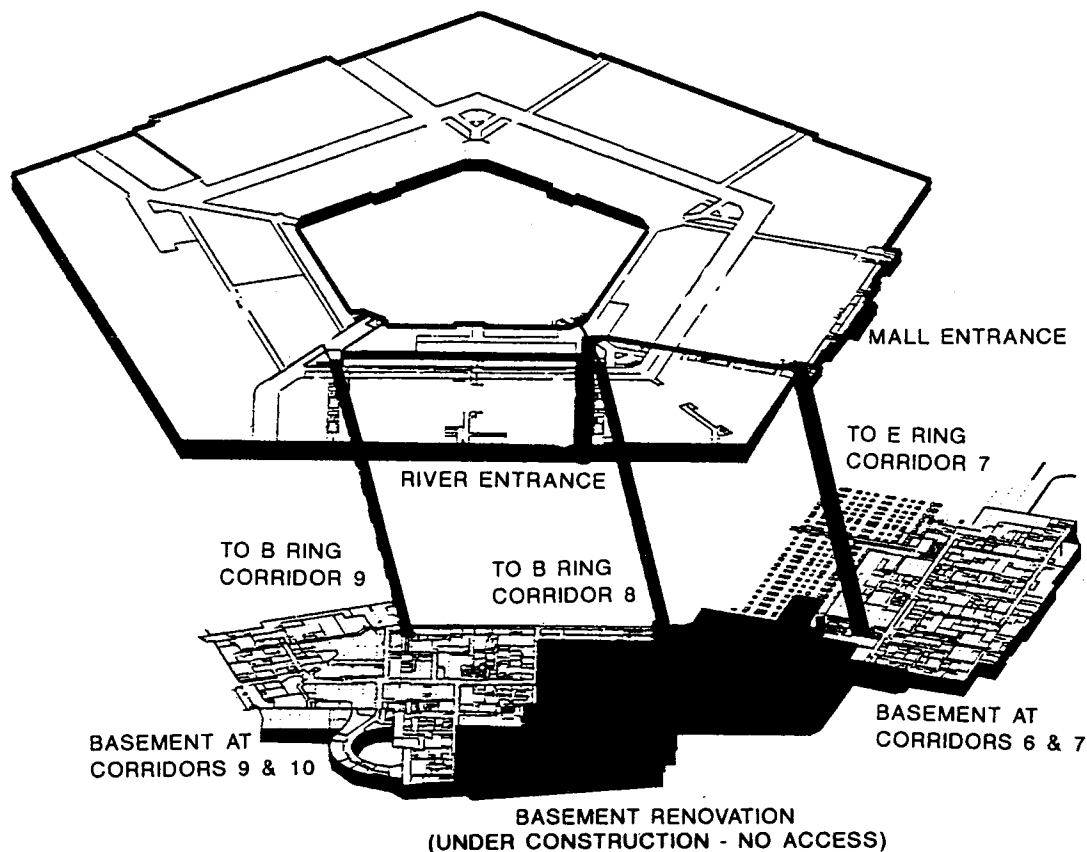 MALL ENTRANCE
TO E RING
CORRIDOR 7
RIVER ENTRANCE
TO B RING
CORRIDOR 9
TO B RING
CORRIDOR 8
BASEMENT AT
CORRIDORS 6 & 7
BASEMENT AT
CORRIDORS 9 & 10
BASEMENT RENOVATION
(UNDER CONSTRUCTION - NO ACCESS)